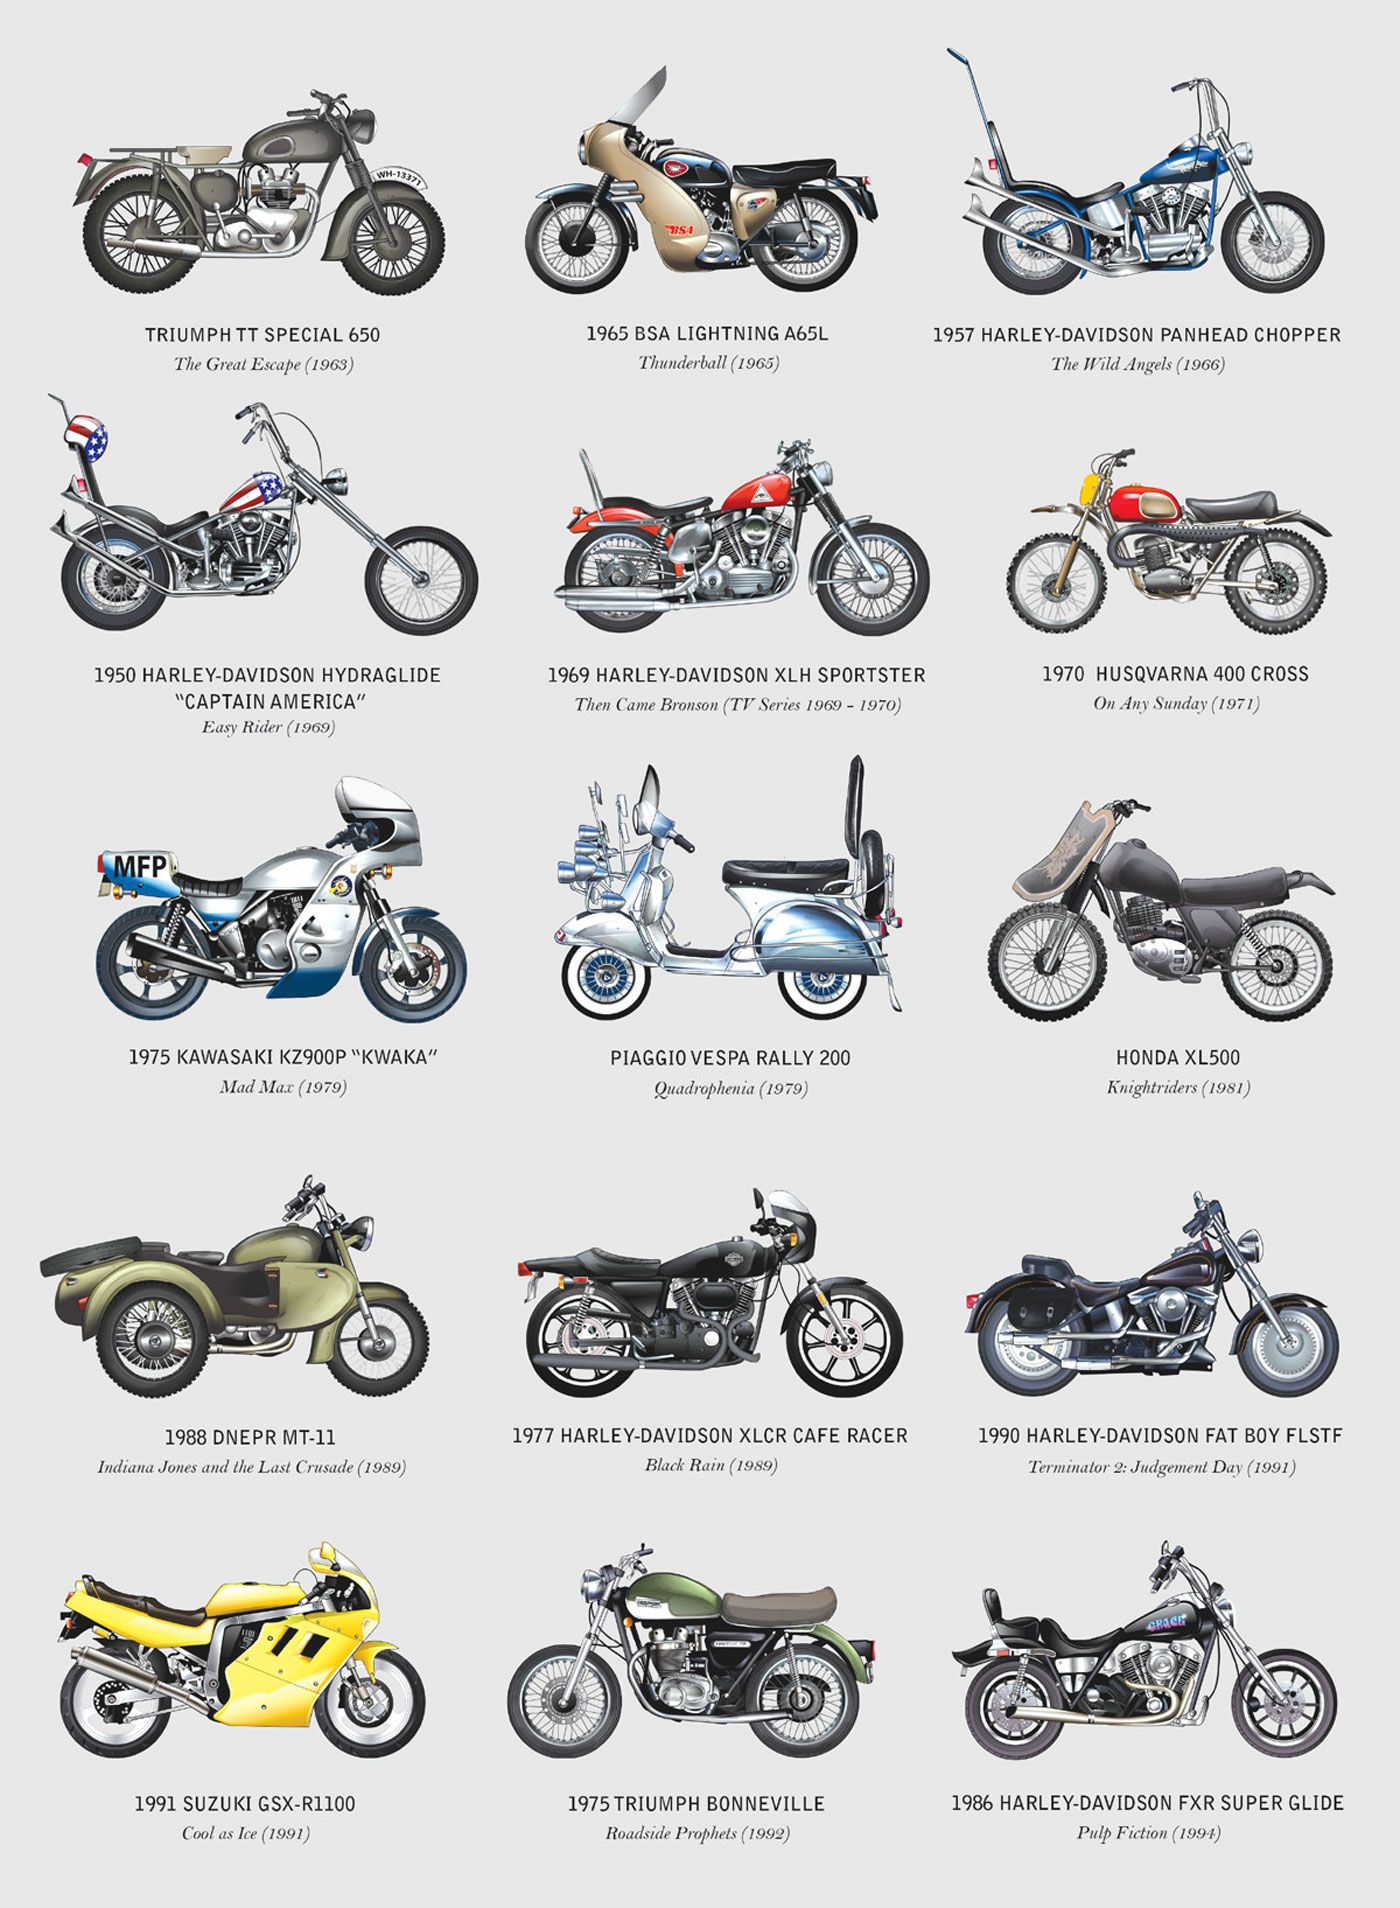 WH-13371
BSA
TRIUMPH TT SPECIAL 650
The Great Escape (1963)
1965 BSA LIGHTNING A65L
Thunderball (1965)
1957 HARLEY-DAVIDSON PANHEAD CHOPPER
The Wild Angels (1966)
1950 HARLEY-DAVIDSON HYDRAGLIDE
"CAPTAIN AMERICA"
Easy Rider (1969)
1969 HARLEY-DAVIDSON XLH SPORTSTER
Then Came Bronson (TV Series 1969 - 1970)
1970 HUSQVARNA 400 CROSS
On Any Sunday (1971)
MFP
1975 KAWASAKI KZ900P "KWAKA"
Mad Max (1979)
PIAGGIO VESPA RALLY 200
Quadrophenia (1979)
HONDA XL500
Knightriders (1981)
1988 DNEPR MT-11
Indiana Jones and the Last Crusade (1989)
1977 HARLEY-DAVIDSON XLCR CAFE RACER
Black Rain (1989)
1990 HARLEY-DAVIDSON FAT BOY FLSTF
Terminator 2: Judgement Day (1991)
TRIUMPH
GRACE
1991 SUZUKI GSX-R1100
Cool as Ice (1991)
1975 TRIUMPH BONNEVILLE
Roadside Prophets (1992)
1986 HARLEY-DAVIDSON FXR SUPER GLIDE
Pulp Fiction (1994)